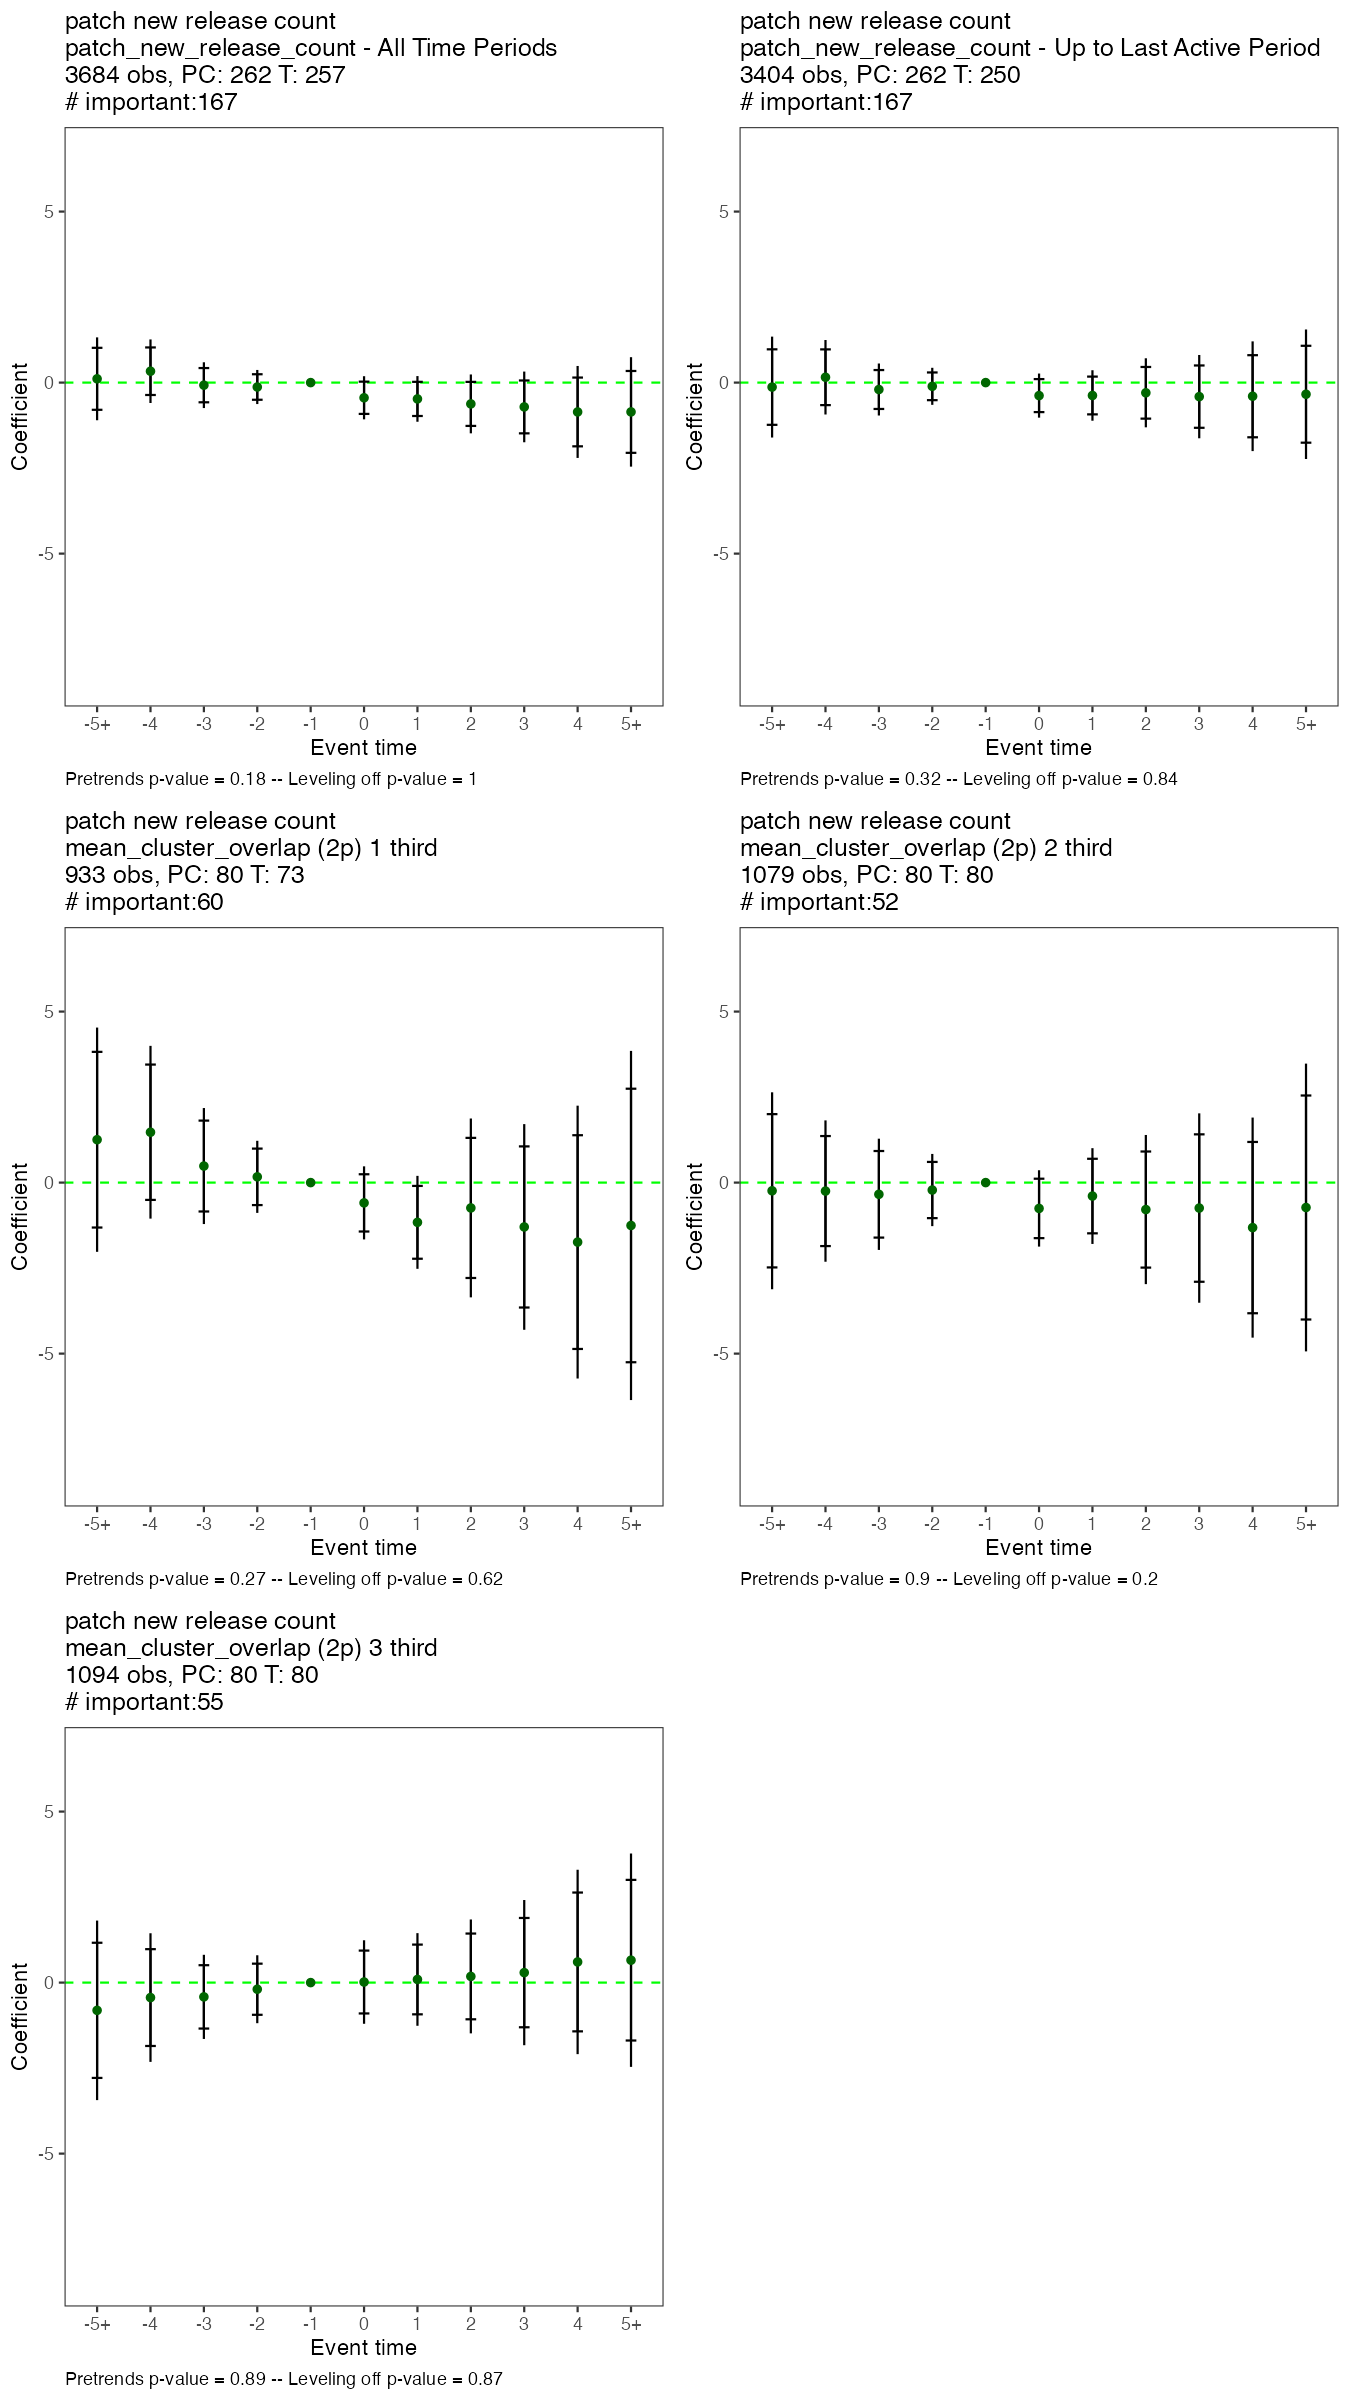 patch new release count
patch_new_release_count - All Time Periods
3684 obs, PC: 262 T: 257
# important:167
5
0
-5
Coefficient
-5+ -4 -3 -2 -1 0 1 2 3 4 5+
Event time
Pretrends p-value = 0.18 -- Leveling off p-value = 1
patch new release count
patch_new_release_count - Up to Last Active Period
3404 obs, PC: 262 T: 250
# important:167
5
0
-5
Coefficient
-5+ -4 -3 -2 -1 0 1 2 3 4 5+
Event time
Pretrends p-value = 0.32 -- Leveling off p-value = 0.84
patch new release count
mean_cluster_overlap (2p) 1 third
933 obs, PC: 80 T: 73
# important:60
5
0
-5
Coefficient
-5+ -4 -3 -2 -1 0 1 2 3 4 5+
Event time
Pretrends p-value = 0.27 -- Leveling off p-value = 0.62
patch new release count
mean_cluster_overlap (2p) 2 third
1079 obs, PC: 80 T: 80
# important:52
5
0
-5
Coefficient
-5+ -4 -3 -2 -1 0 1 2 3 4 5+
Event time
Pretrends p-value = 0.9 -- Leveling off p-value = 0.2
patch new release count
mean_cluster_overlap (2p) 3 third
1094 obs, PC: 80 T: 80
# important:55
5
0
-5
Coefficient
-5+ -4 -3 -2 -1 0 1 2 3 4 5+
Event time
Pretrends p-value = 0.89 -- Leveling off p-value = 0.87